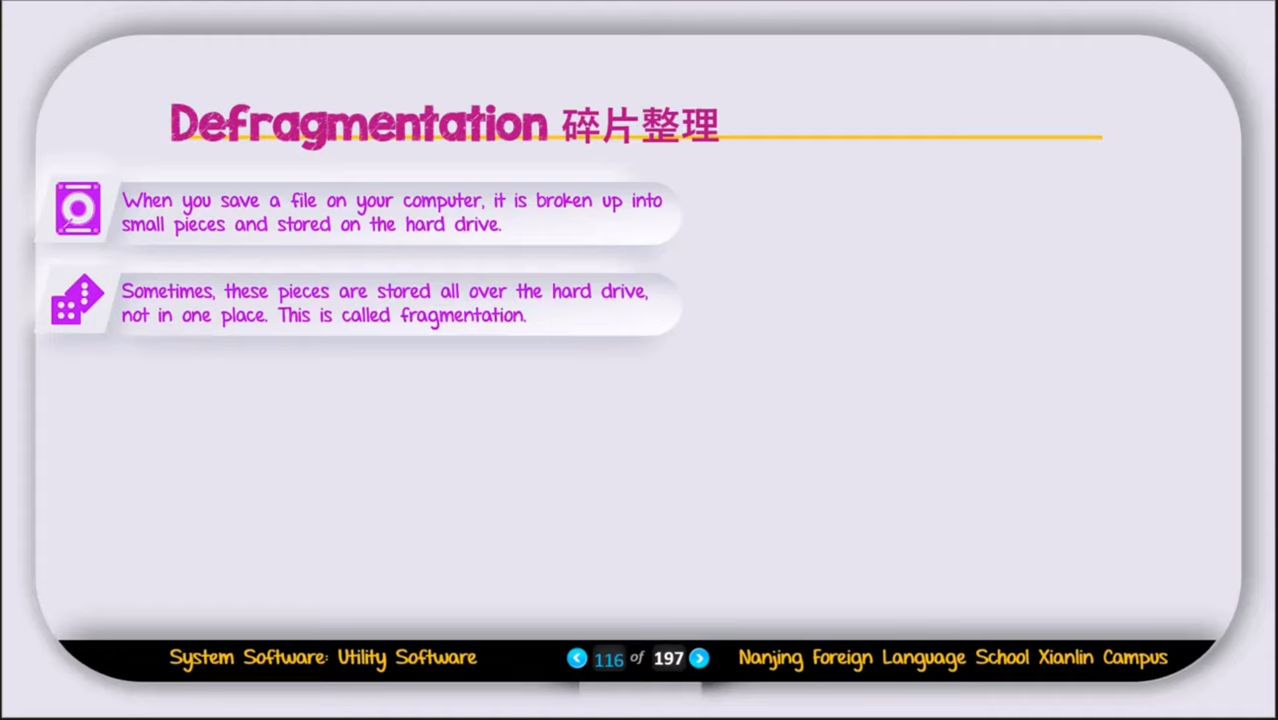 Defragmentation 碎片整理
When you save a file on your computer, it is broken up into
small pieces and stored on the hard drive.
Sometimes, these pieces are stored all over the hard drive,
not in one place. This is called fragmentation.
System Software: Utility Software
116 of 197
Nanjing Foreign Language School Xianlin Campus